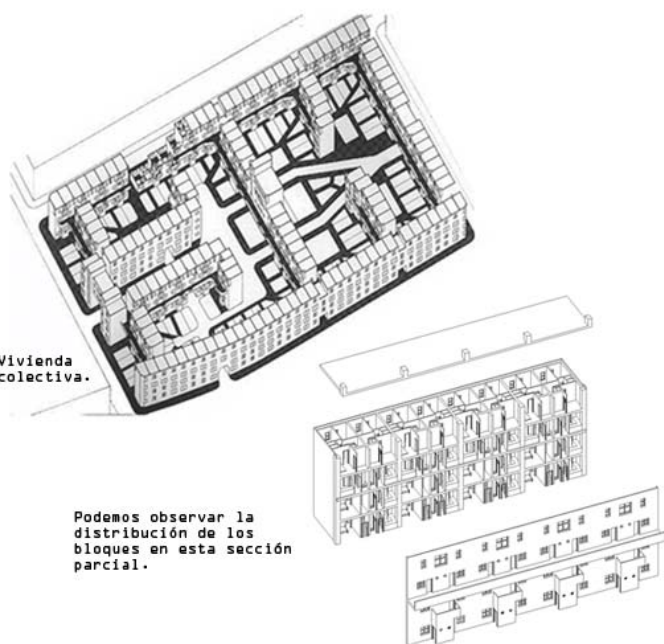 Vivienda
colectiva.
Podemos observar la
distribución de los
bloques en esta sección
parcial.